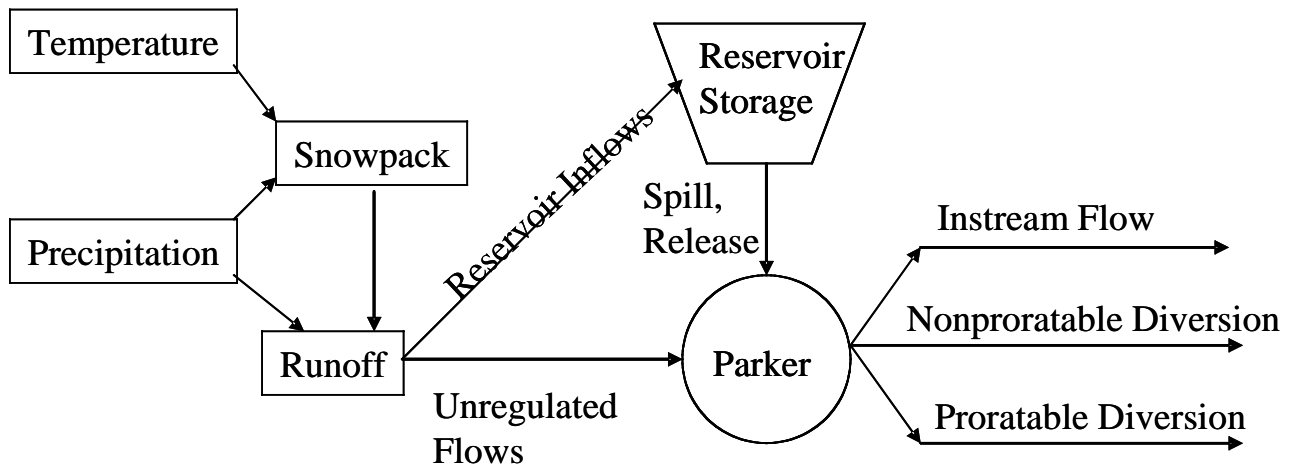 Temperature
Reservoir
Storage
Snowpack
Reservoir Inflows
Spill,
Release
Instream Flow
Precipitation
Nonproratable Diversion
Runoff
Parker
Unregulated
Flows
Proratable Diversion